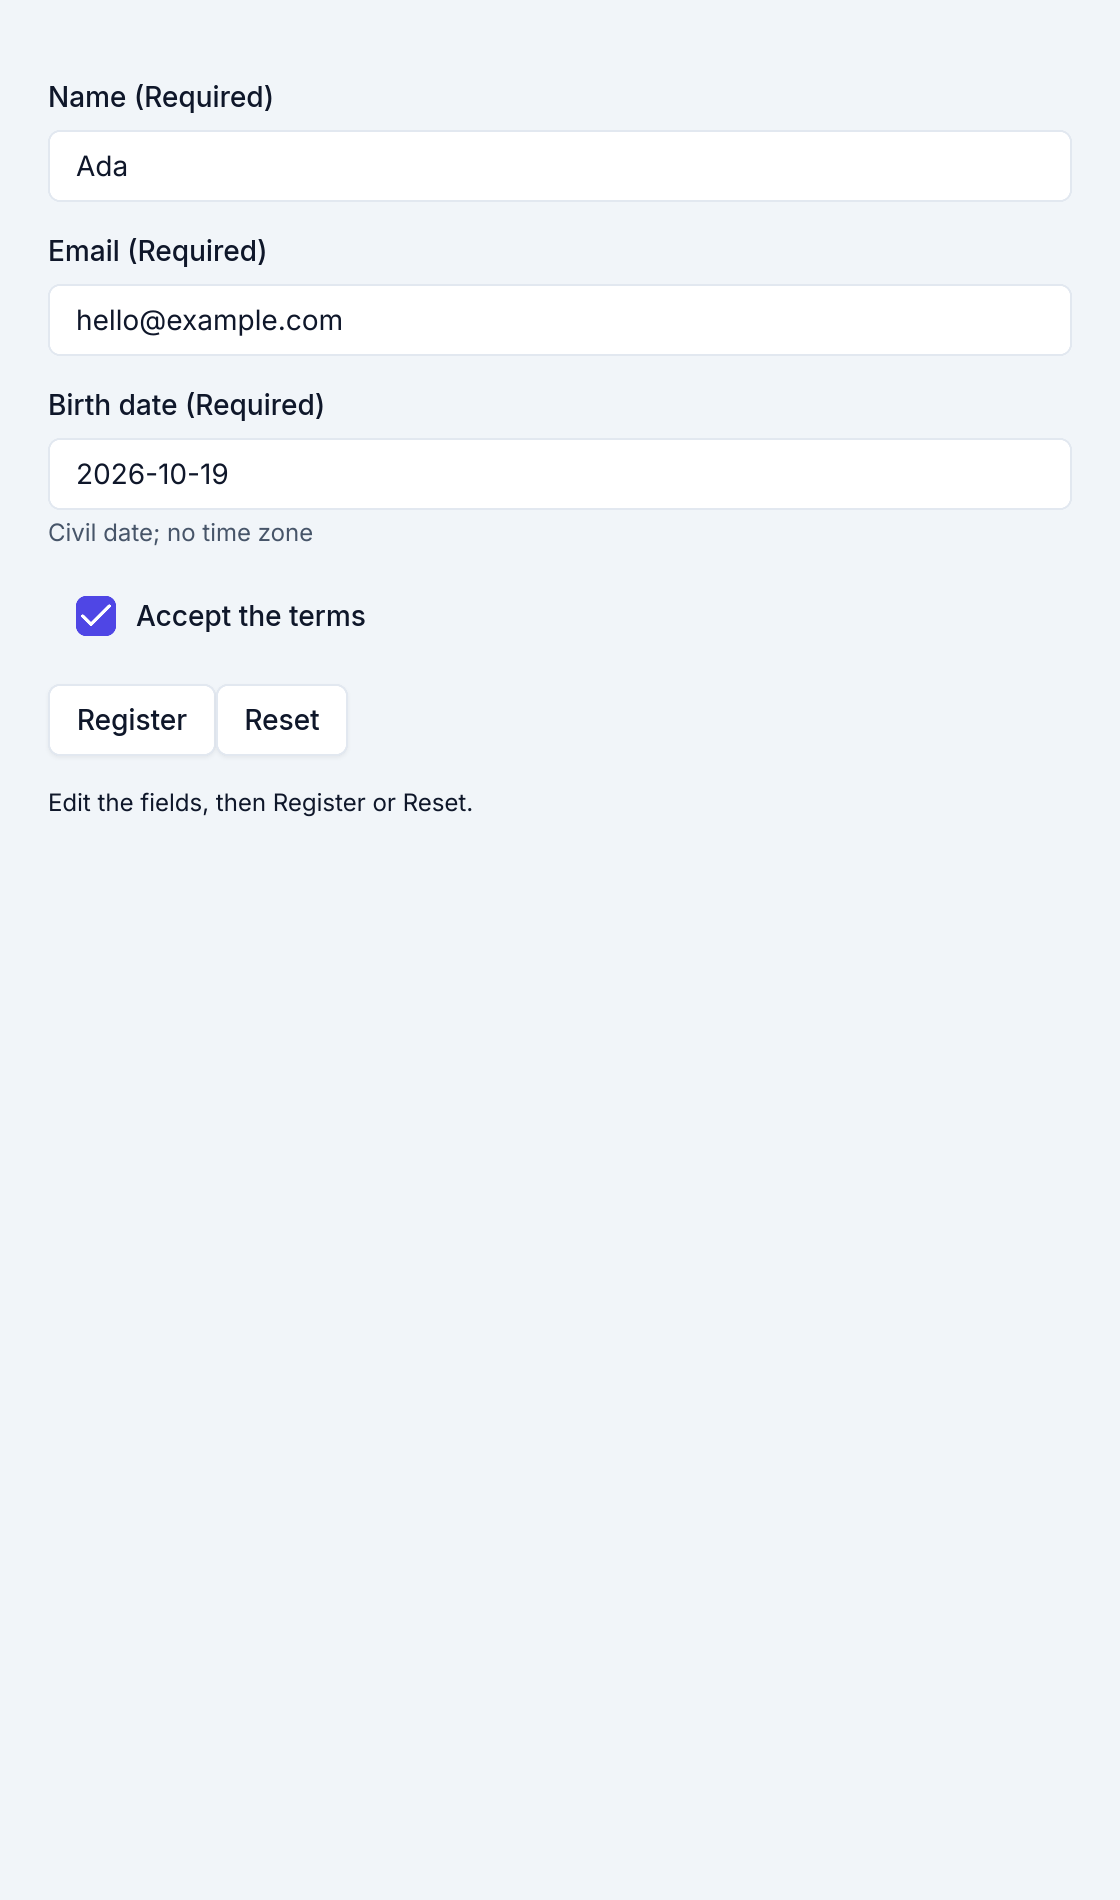 Name (Required)
Ada
Email (Required)
hello@example.com
Birth date (Required)
2026-10-19
Civil date; no time zone
Accept the terms
Register Reset
Edit the fields, then Register or Reset.